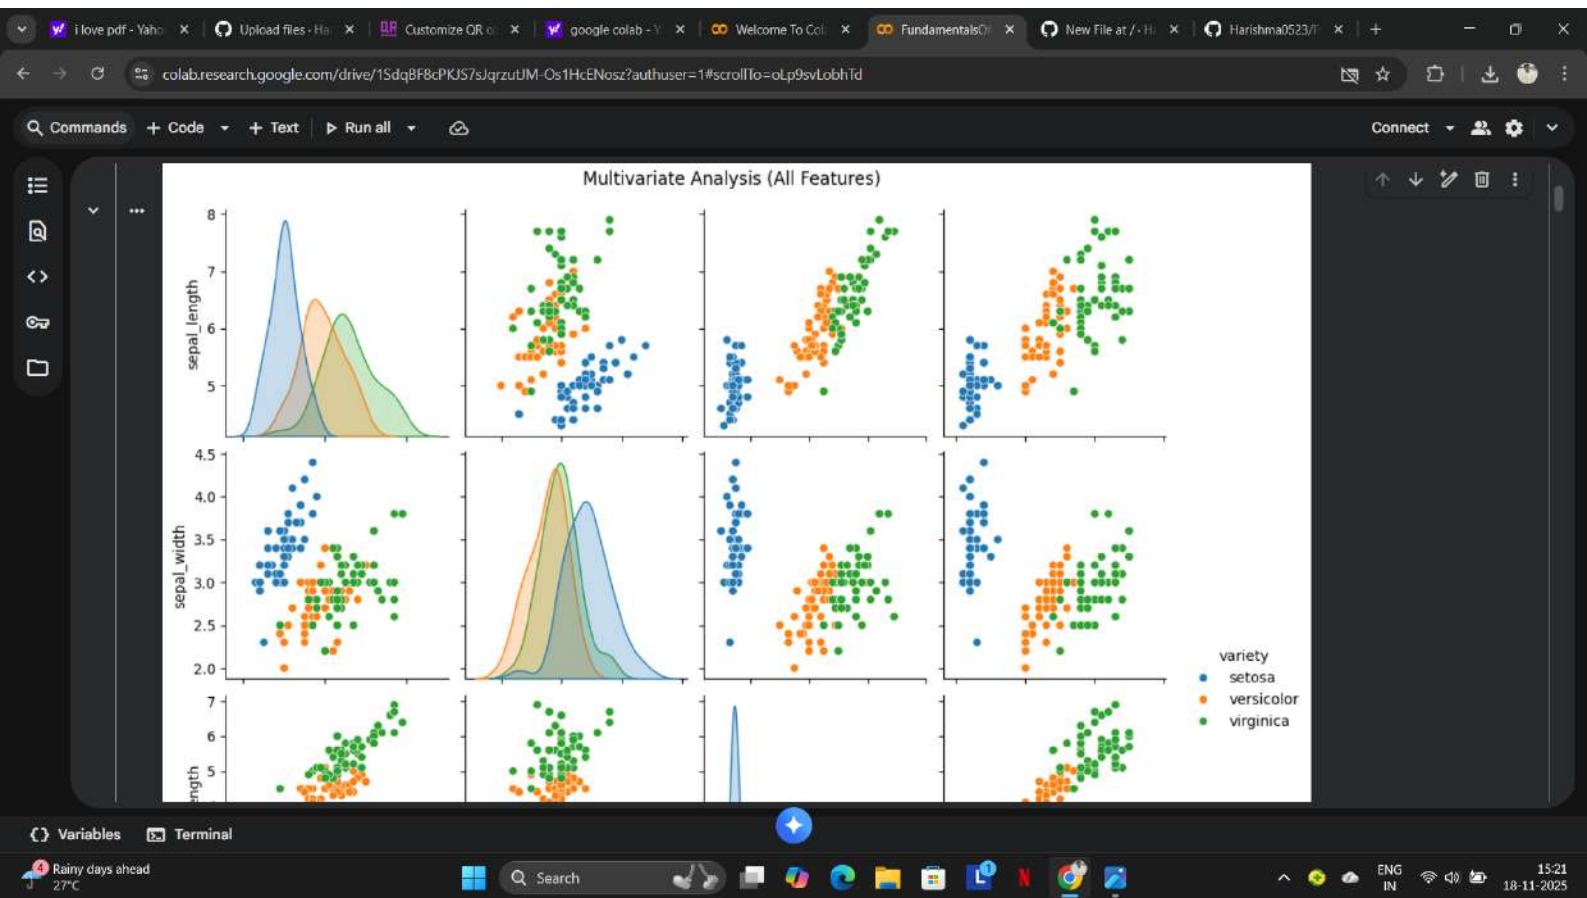 i love pdf - Yaho
Upload files · Ha
Customize QR o
google colab - Y
Welcome To Col
FundamentalsOf
New File at / · H
Harishma0523/F
colab.research.google.com/drive/1SdqBF8cPKJS7sJqrzutJM-Os1HcENosz?authuser=1#scrollTo=oLp9svLobhTd
Commands + Code + Text Run all
Connect
Multivariate Analysis (All Features)
8
7
6
5
sepal_length
4.5
4.0
3.5
3.0
2.5
2.0
sepal_width
variety
setosa
versicolor
virginica
7
6
5
ength
Variables Terminal
4
Rainy days ahead
27°C
Search
L 1
N
ENG
IN
15:21
18-11-2025